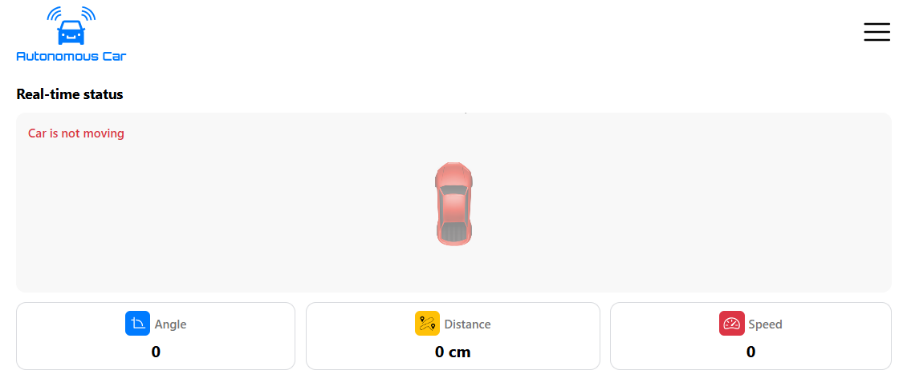 Autonomous Car
Real-time status
Car is not moving
Angle
0
Distance
0 cm
Speed
0